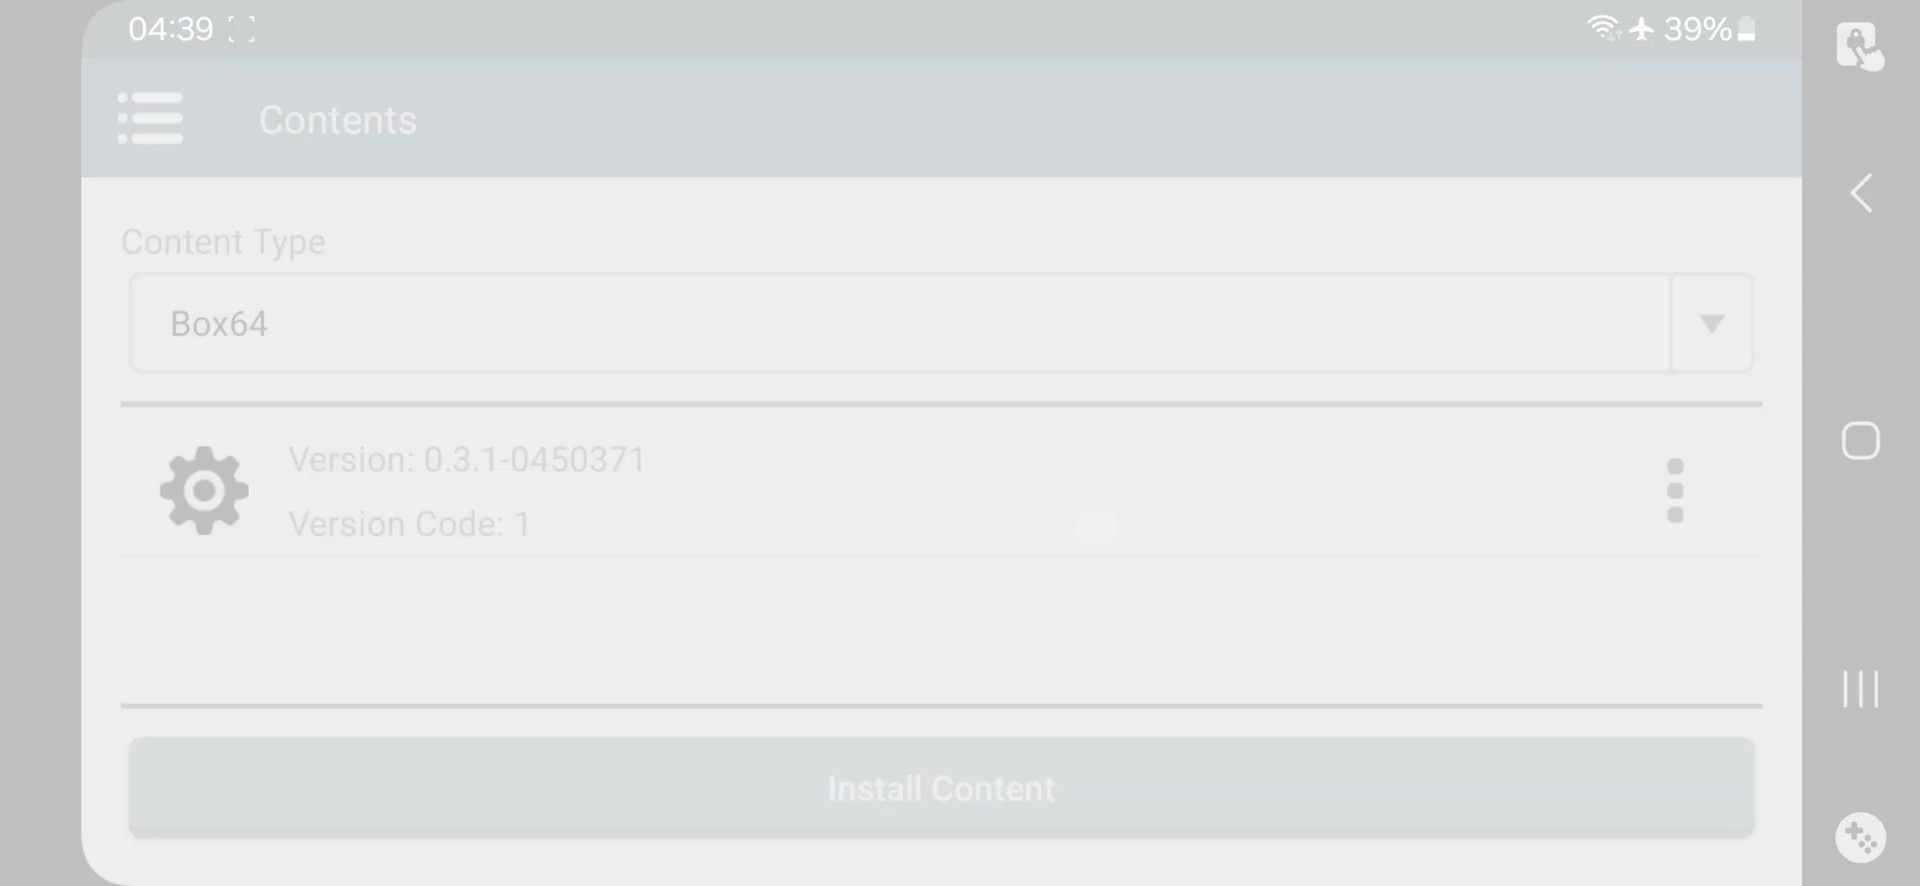 04:39
39%
Contents
Content Type
Box64
Version: 0.3.1-0450371
Version Code: 1
Install Content